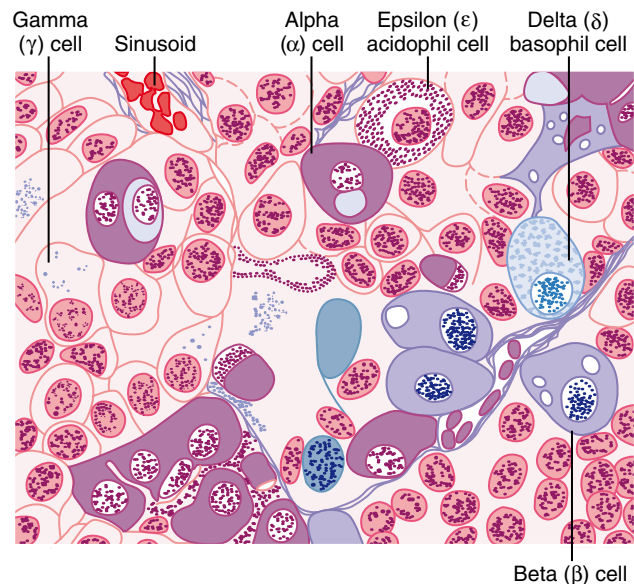 Gamma
(γ) cell
Sinusoid
Alpha
(α) cell
Epsilon (ε)
acidophil cell
Delta (δ)
basophil cell
Beta (β) cell